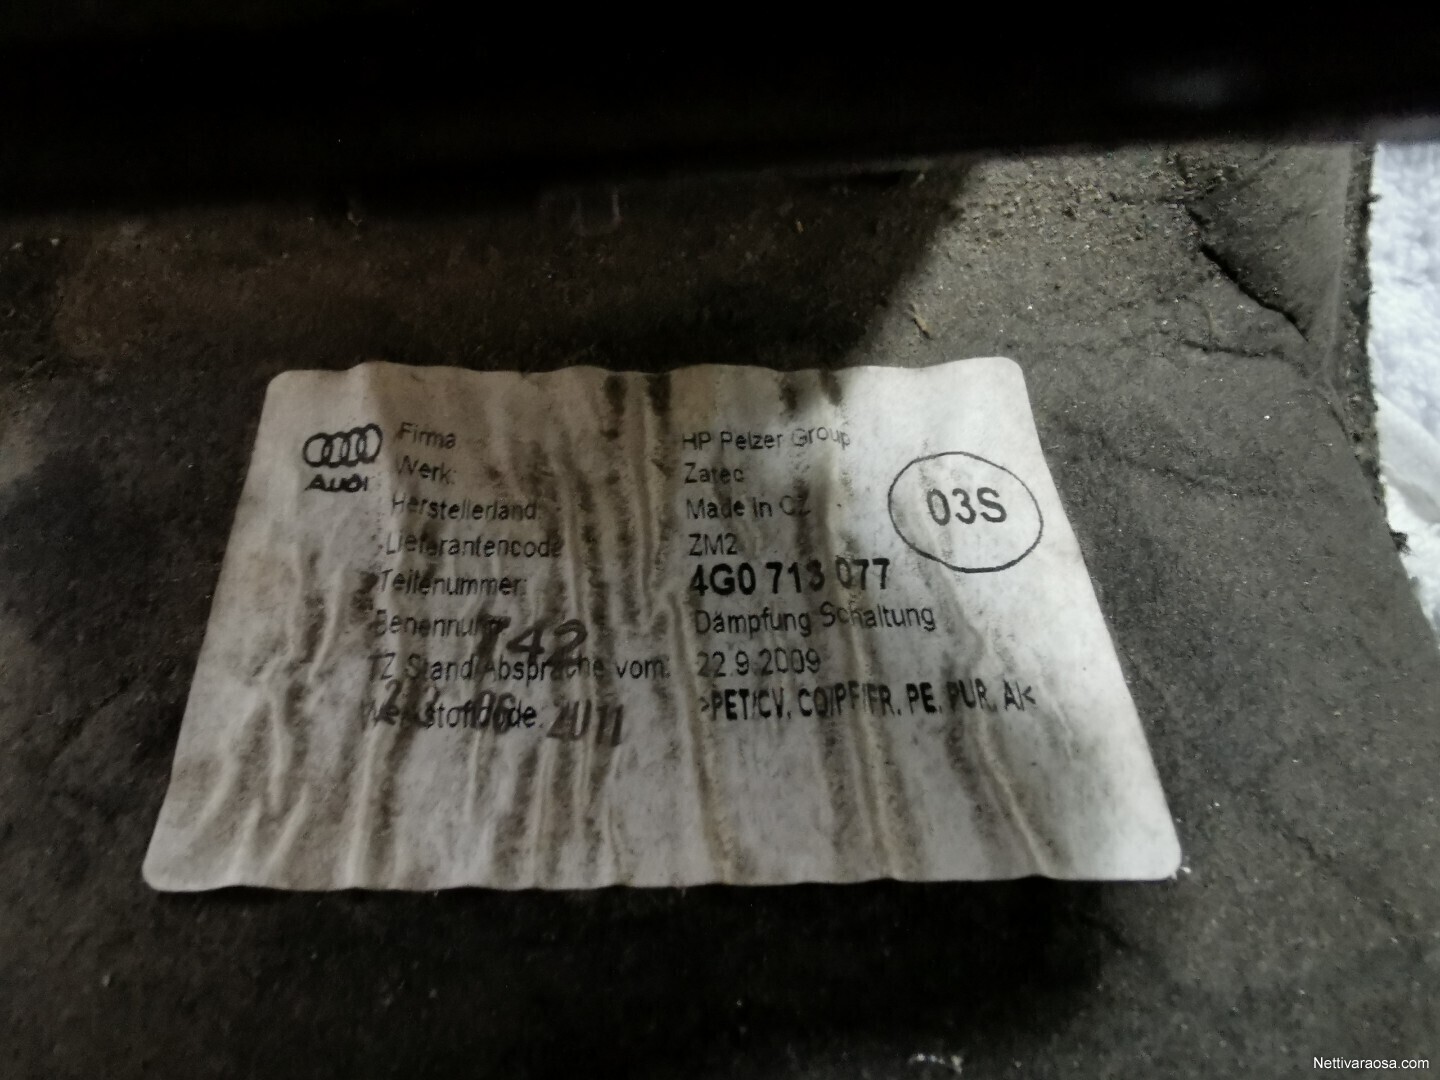 AUDI
Firma HP Pelzer Group
Werk: Zatec
Herstellerland: Made in CZ
Lieferantencode ZM2
Teilenummer: 4G0 713 077
Benennung Dämpfung Schaltung
T42
TZ Stand/Absprache vom: 22.9.2009
Werkstoffcode: >PET/CV, CO/PF/FR, PE, PUR, A/<
2011
03S
Nettivaraosa.com